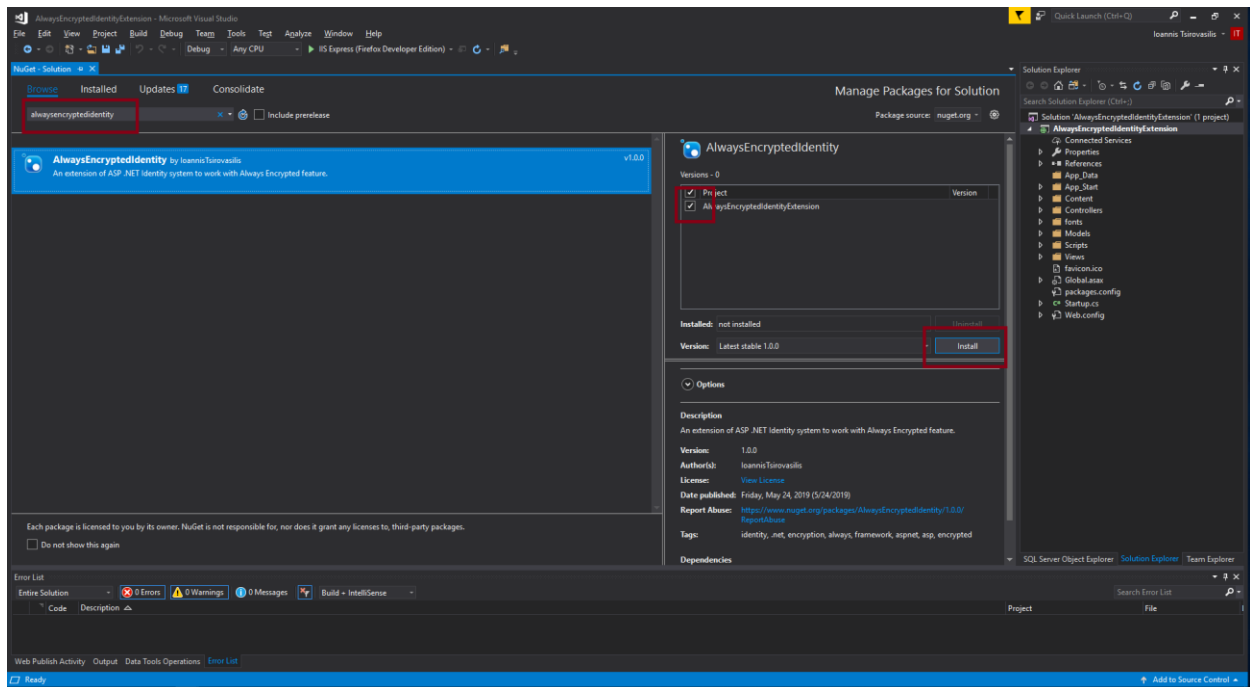 AlwaysEncryptedIdentityExtension - Microsoft Visual Studio
Quick Launch (Ctrl+Q)
File Edit View Project Build Debug Team Tools Test Analyze Window Help
Ioannis Tsirovasilis IT
Debug Any CPU IIS Express (Firefox Developer Edition)
NuGet - Solution
Browse Installed Updates 17 Consolidate
Manage Packages for Solution
alwaysencryptedidentity
Include prerelease
Package source: nuget.org
AlwaysEncryptedIdentity by IoannisTsirovasilis
v1.0.0
An extension of ASP .NET Identity system to work with Always Encrypted feature.
AlwaysEncryptedIdentity
Versions - 0
Project Version
AlwaysEncryptedIdentityExtension
Installed: not installed
Uninstall
Version: Latest stable 1.0.0
Install
Options
Description
An extension of ASP .NET Identity system to work with Always Encrypted feature.
Version: 1.0.0
Author(s): IoannisTsirovasilis
License: View License
Date published: Friday, May 24, 2019 (5/24/2019)
Report Abuse: https://www.nuget.org/packages/AlwaysEncryptedIdentity/1.0.0/
ReportAbuse
Tags: identity, .net, encryption, always, framework, aspnet, asp, encrypted
Dependencies
Each package is licensed to you by its owner. NuGet is not responsible for, nor does it grant any licenses to, third-party packages.
Do not show this again
Solution Explorer
Search Solution Explorer (Ctrl+;)
Solution 'AlwaysEncryptedIdentityExtension' (1 project)
AlwaysEncryptedIdentityExtension
Connected Services
Properties
References
App_Data
App_Start
Content
Controllers
fonts
Models
Scripts
Views
favicon.ico
Global.asax
packages.config
Startup.cs
Web.config
SQL Server Object Explorer Solution Explorer Team Explorer
Error List
Entire Solution 0 Errors 0 Warnings 0 Messages Build + IntelliSense
Search Error List
Code Description Project File
Web Publish Activity Output Data Tools Operations Error List
Ready
Add to Source Control